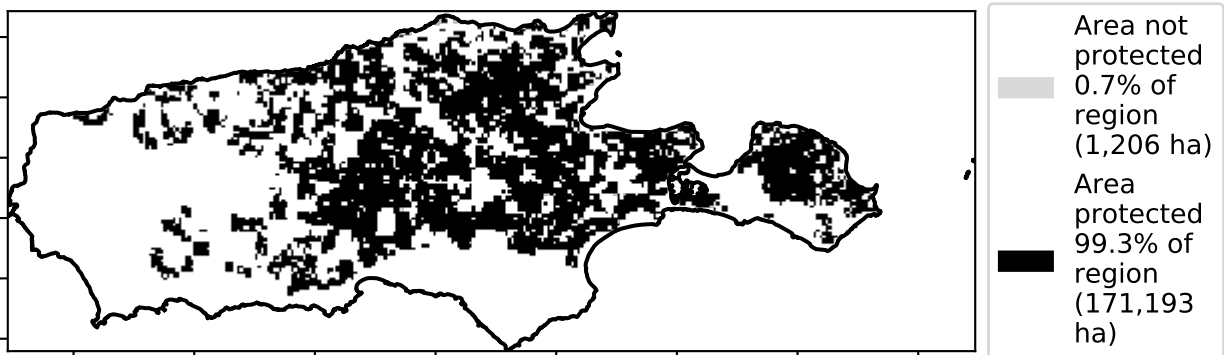 Area not
protected
0.7% of
region
(1,206 ha)
Area
protected
99.3% of
region
(171,193
ha)